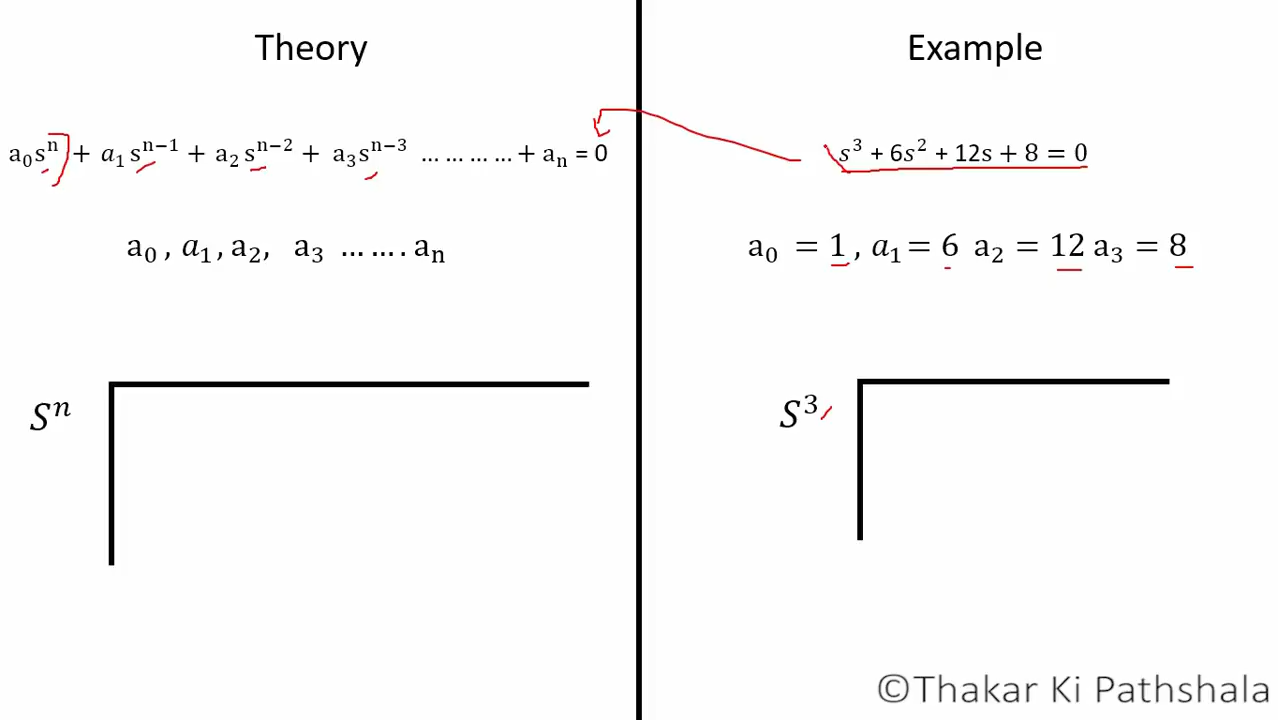 Theory
a₀sⁿ + a₁sⁿ⁻¹ + a₂sⁿ⁻² + a₃sⁿ⁻³ ... ... ... ... + aₙ = 0
a₀ , a₁ , a₂, a₃ ... ... . aₙ
Sⁿ
Example
s³ + 6s² + 12s + 8 = 0
a₀ = 1 , a₁ = 6 a₂ = 12 a₃ = 8
S³
©Thakar Ki Pathshala